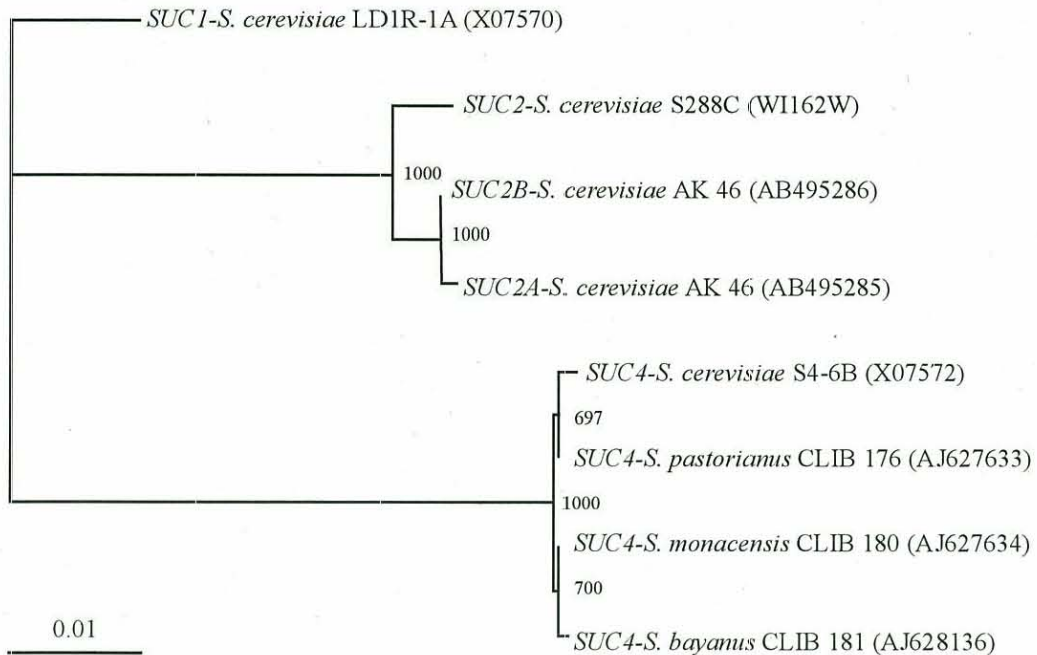 SUC1-S. cerevisiae LD1R-1A (X07570)
SUC2-S. cerevisiae S288C (WI162W)
1000
SUC2B-S. cerevisiae AK 46 (AB495286)
1000
SUC2A-S. cerevisiae AK 46 (AB495285)
SUC4-S. cerevisiae S4-6B (X07572)
697
SUC4-S. pastorianus CLIB 176 (AJ627633)
1000
SUC4-S. monacensis CLIB 180 (AJ627634)
700
0.01
SUC4-S. bayanus CLIB 181 (AJ628136)